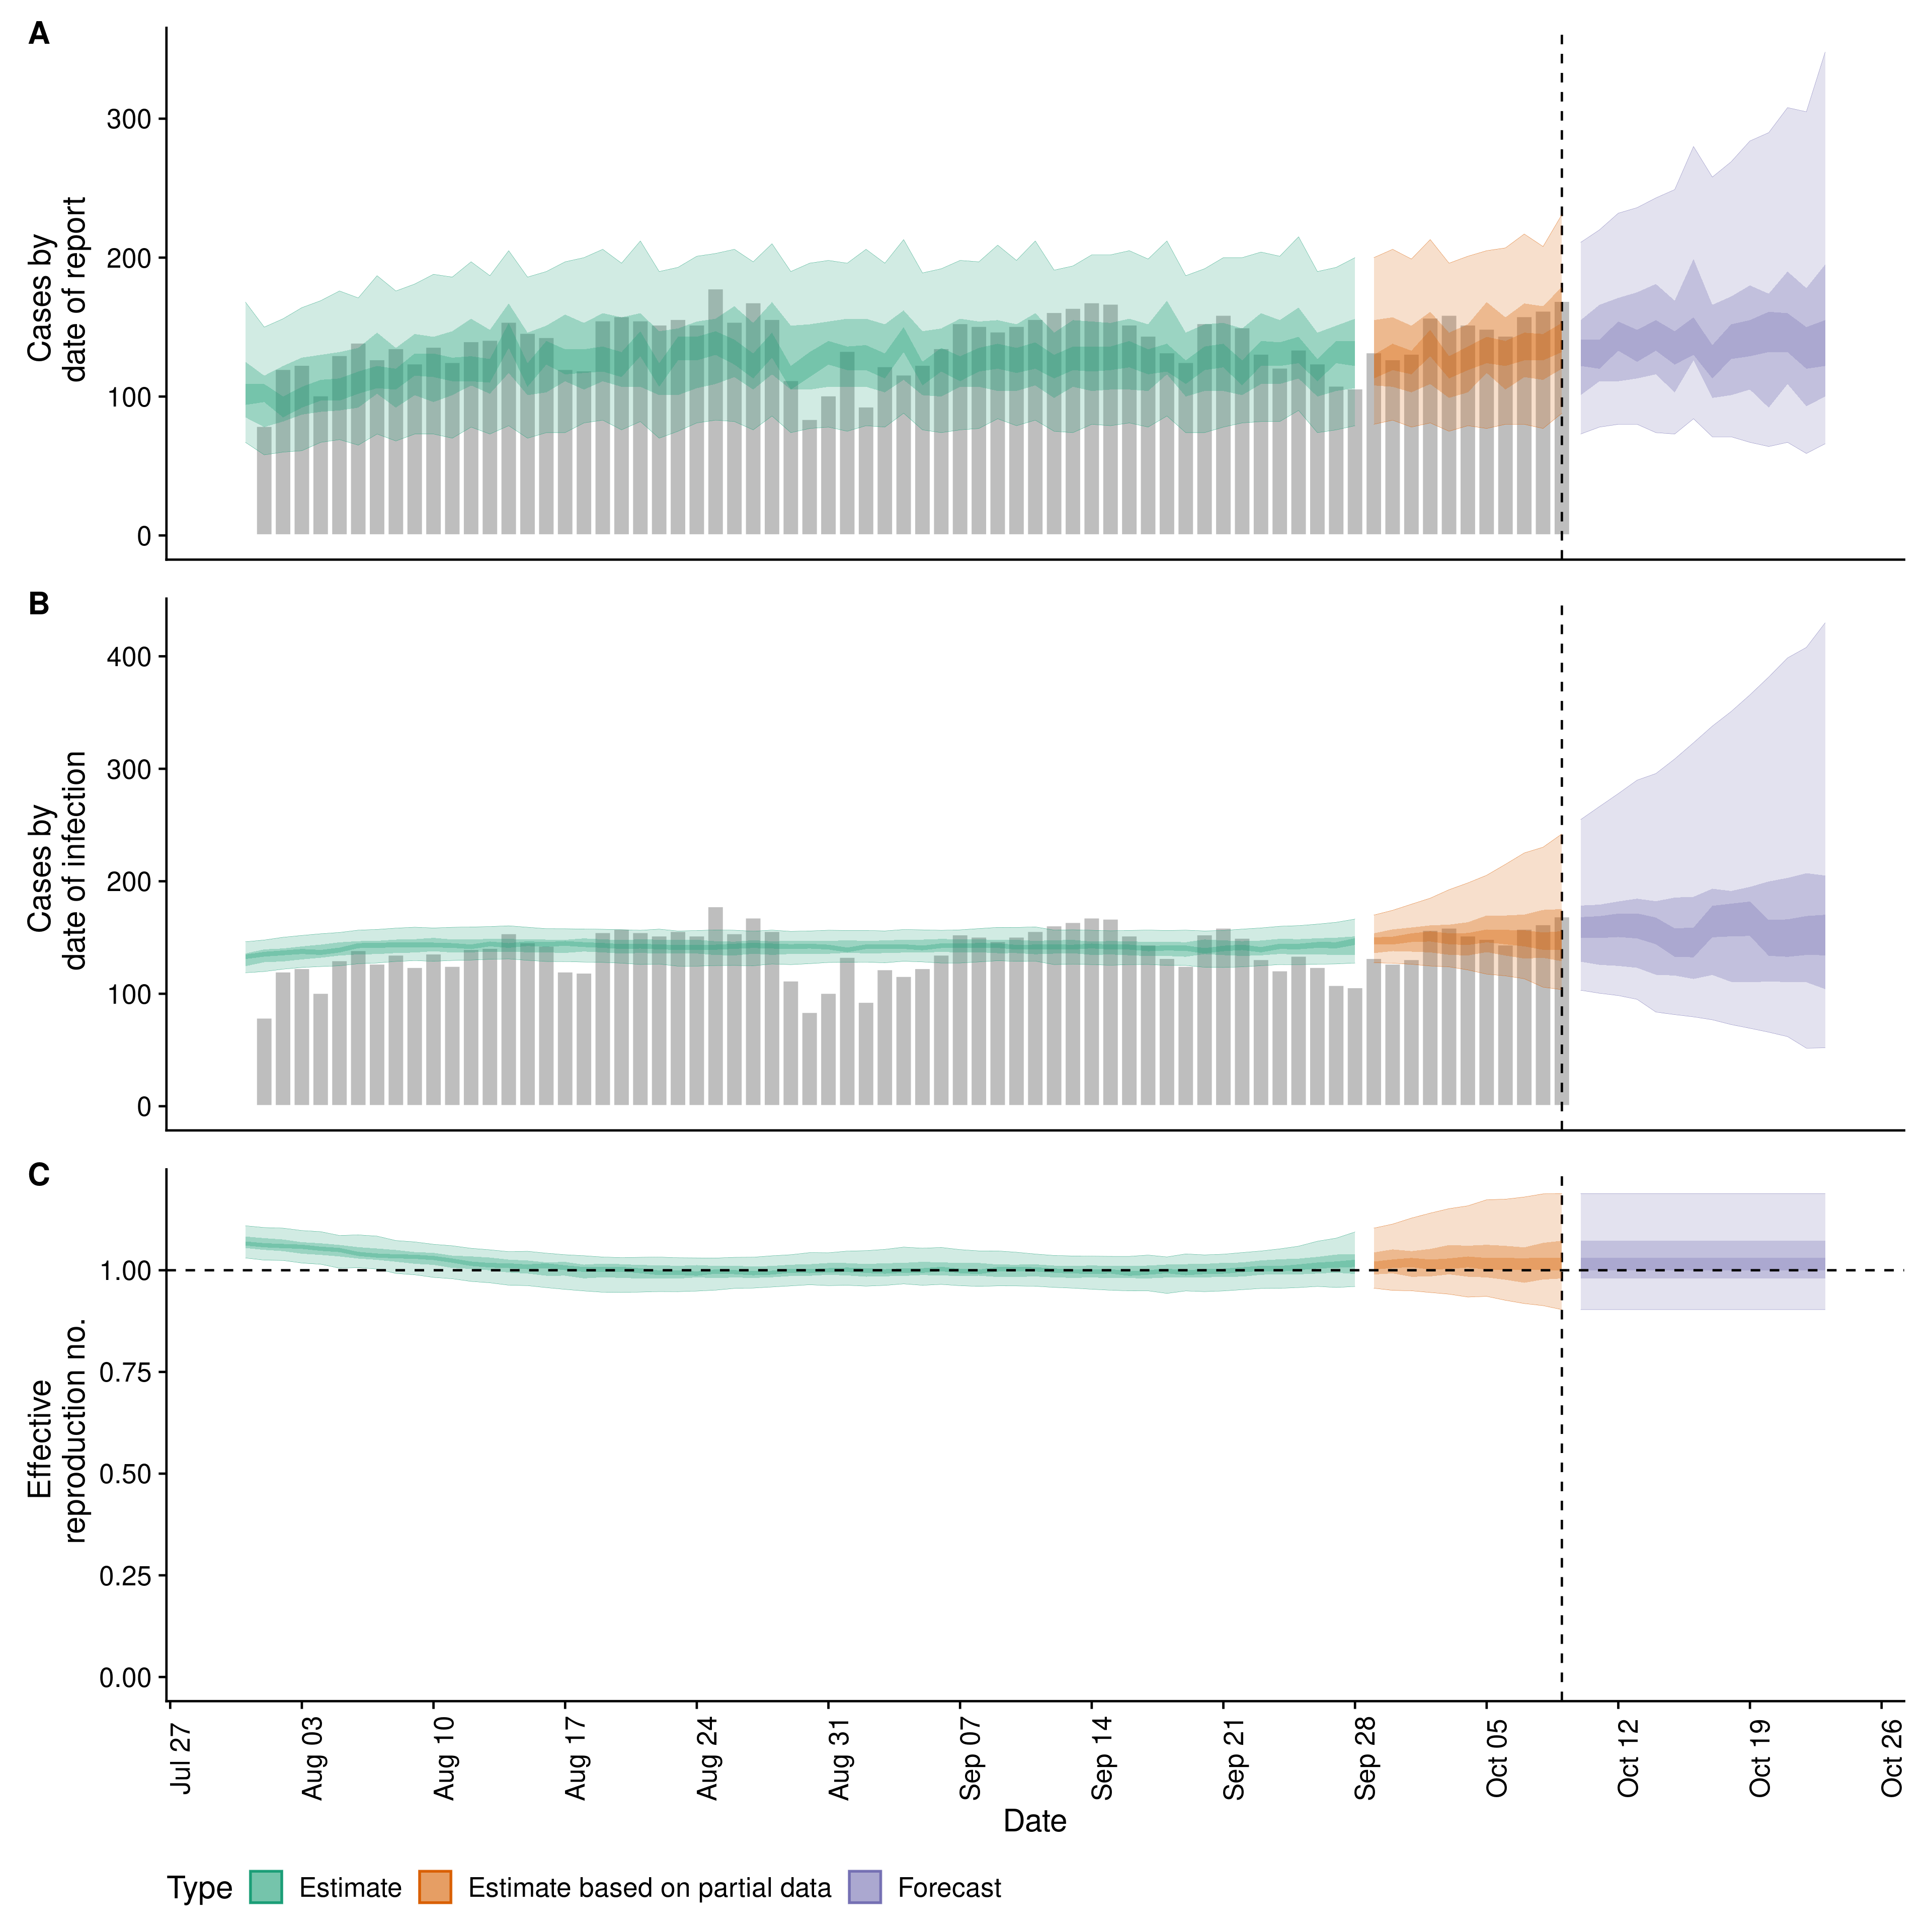 A
Cases by
date of report
300
200
100
0
B
Cases by
date of infection
400
300
200
100
0
C
Effective
reproduction no.
1.00
0.75
0.50
0.25
0.00
Jul 27
Aug 03
Aug 10
Aug 17
Aug 24
Aug 31
Sep 07
Sep 14
Sep 21
Sep 28
Oct 05
Oct 12
Oct 19
Oct 26
Date
Type Estimate Estimate based on partial data Forecast